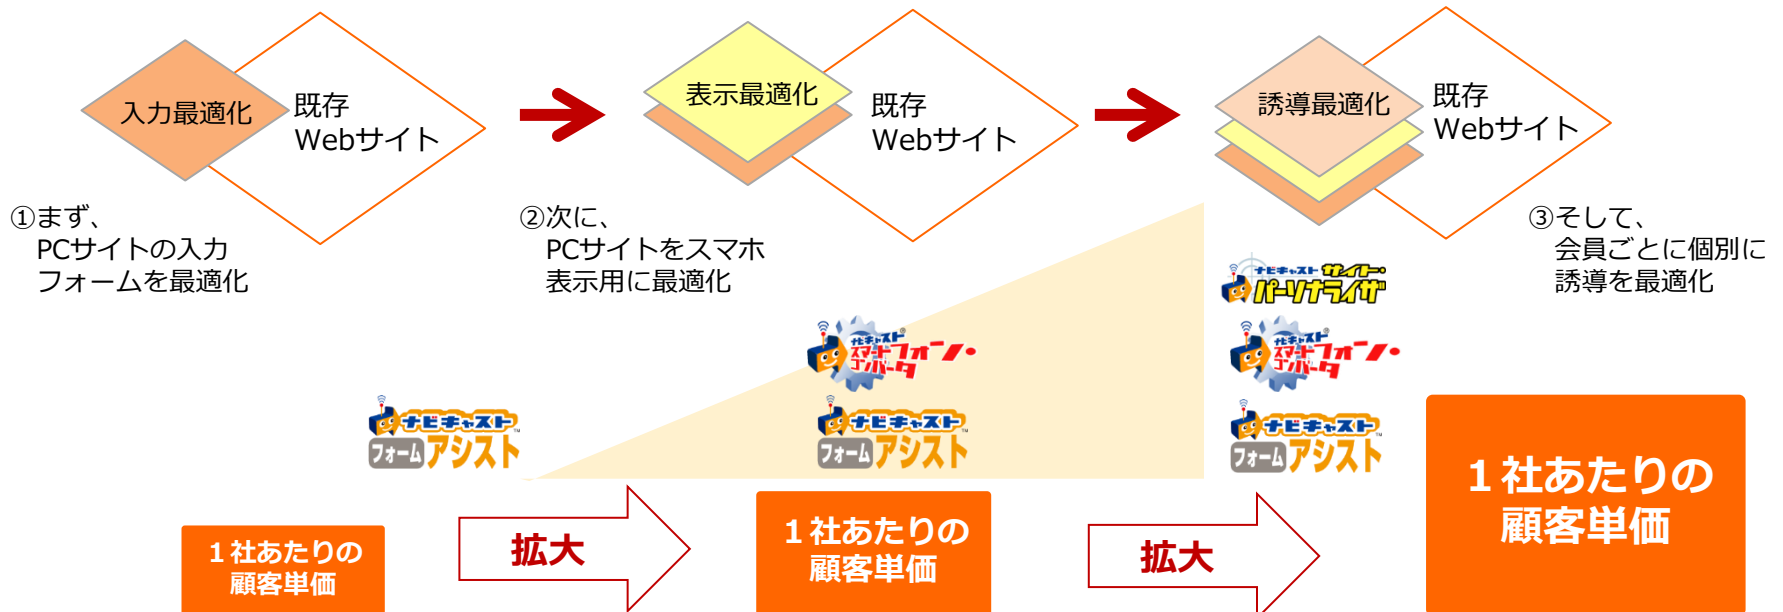 入力最適化
既存
Webサイト
表示最適化
既存
Webサイト
誘導最適化
既存
Webサイト
①まず、
PCサイトの入力
フォームを最適化
②次に、
PCサイトをスマホ
表示用に最適化
③そして、
会員ごとに個別に
誘導を最適化
ナビキャスト サイト・
パーソナライザ
ナビキャスト
スマートフォン・
コンバータ
ナビキャスト
スマートフォン・
コンバータ
ナビキャスト™
フォームアシスト
ナビキャスト™
フォームアシスト
ナビキャスト™
フォームアシスト
１社あたりの
顧客単価
拡大
１社あたりの
顧客単価
拡大
１社あたりの
顧客単価